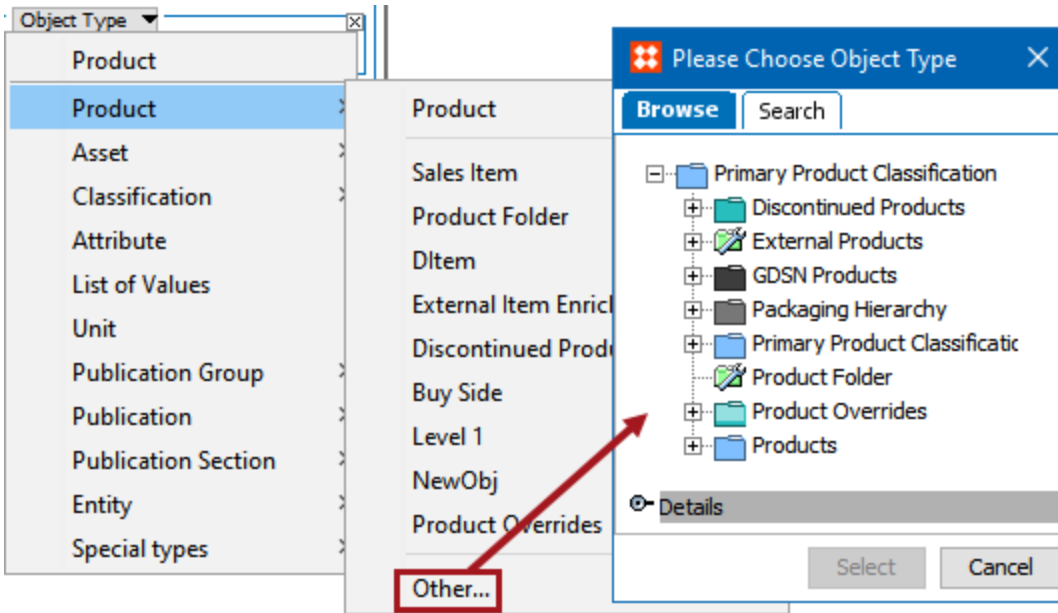 Object Type
Product
Product
Asset
Classification
Attribute
List of Values
Unit
Publication Group
Publication
Publication Section
Entity
Special types
Product
Sales Item
Product Folder
DItem
External Item Enricl
Discontinued Produ
Buy Side
Level 1
NewObj
Product Overrides
Other...
Please Choose Object Type
Browse Search
Primary Product Classification
Discontinued Products
External Products
GDSN Products
Packaging Hierarchy
Primary Product Classificatic
Product Folder
Product Overrides
Products
Details
Select Cancel